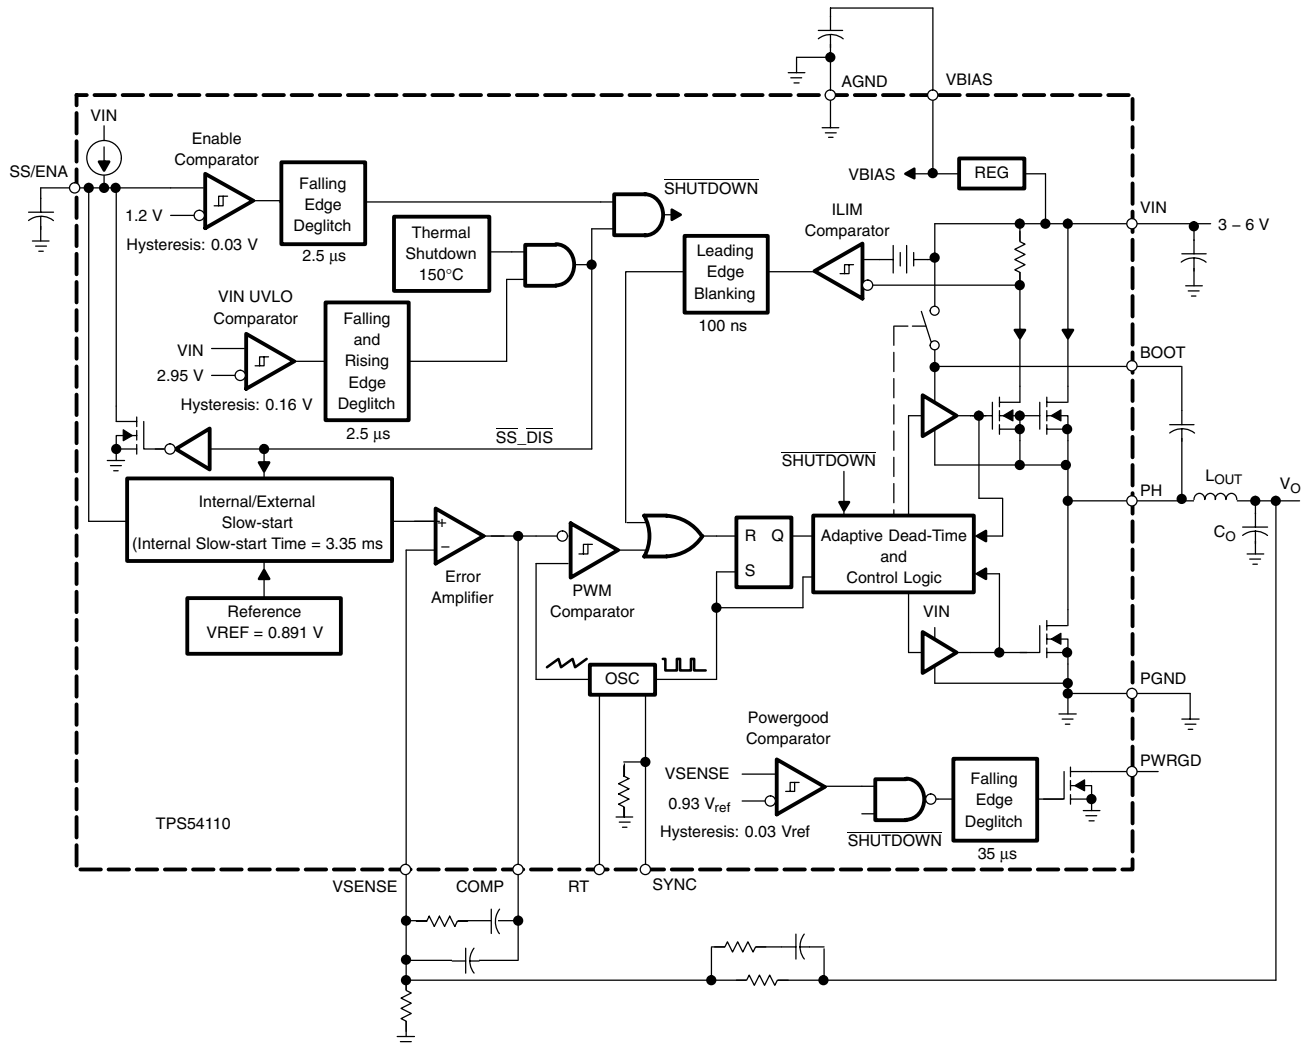 AGND
VBIAS
VIN
SS/ENA
Enable
Comparator
1.2 V
Hysteresis: 0.03 V
Falling
Edge
Deglitch
2.5 µs
SHUTDOWN
VBIAS
REG
Thermal
Shutdown
150°C
Leading
Edge
Blanking
100 ns
ILIM
Comparator
VIN
3 – 6 V
VIN UVLO
Comparator
VIN
2.95 V
Hysteresis: 0.16 V
Falling
and
Rising
Edge
Deglitch
2.5 µs
SS_DIS
BOOT
SHUTDOWN
PH
LOUT
VO
CO
Internal/External
Slow-start
(Internal Slow-start Time = 3.35 ms
Reference
VREF = 0.891 V
+
−
Error
Amplifier
PWM
Comparator
R Q
S
Adaptive Dead-Time
and
Control Logic
VIN
OSC
PGND
Powergood
Comparator
VSENSE
0.93 Vref
Hysteresis: 0.03 Vref
SHUTDOWN
Falling
Edge
Deglitch
35 µs
PWRGD
TPS54110
VSENSE
COMP
RT
SYNC